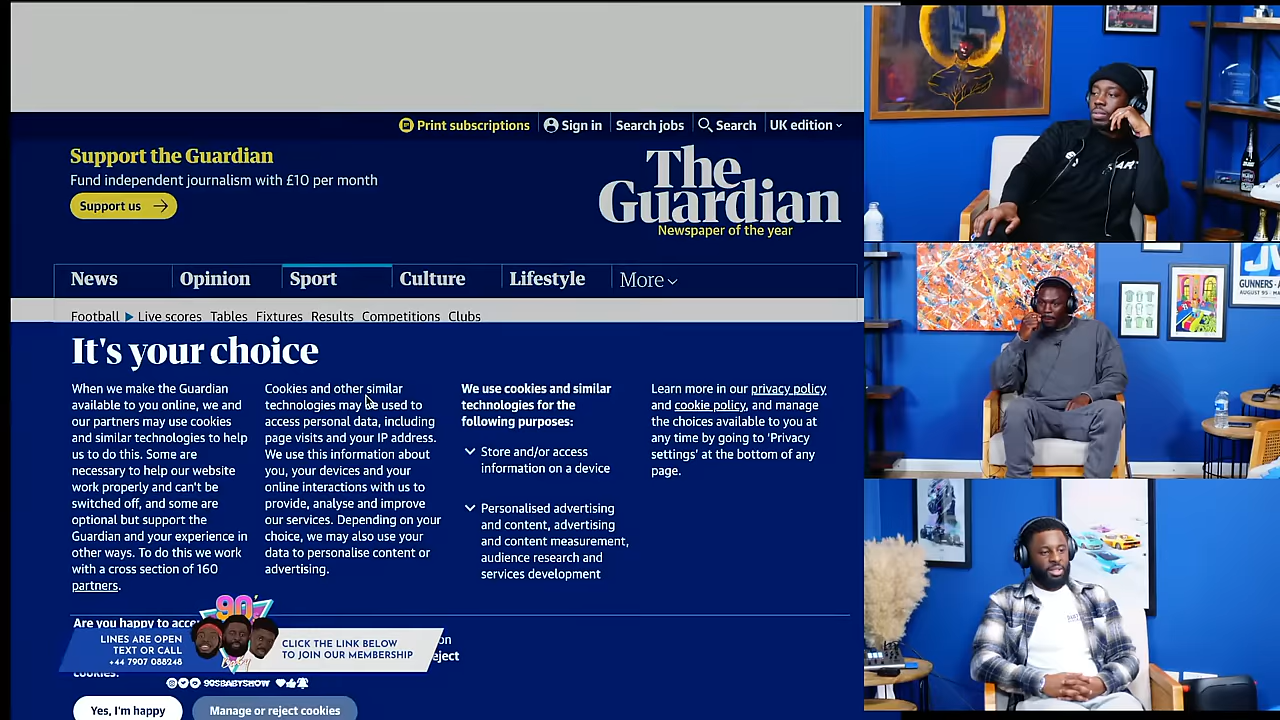 Print subscriptions
Sign in
Search jobs
Search
UK edition
Support the Guardian
Fund independent journalism with £10 per month
Support us
The
Guardian
Newspaper of the year
News
Opinion
Sport
Culture
Lifestyle
More
Football
Live scores
Tables
Fixtures
Results
Competitions
Clubs
It's your choice
When we make the Guardian
available to you online, we and
our partners may use cookies
and similar technologies to help
us to do this. Some are
necessary to help our website
work properly and can't be
switched off, and some are
optional but support the
Guardian and your experience in
other ways. To do this we work
with a cross section of 160
partners.
Cookies and other similar
technologies may be used to
access personal data, including
page visits and your IP address.
We use this information about
you, your devices and your
online interactions with us to
provide, analyse and improve
our services. Depending on your
choice, we may also use your
data to personalise content or
advertising.
We use cookies and similar
technologies for the
following purposes:
Store and/or access
information on a device
Personalised advertising
and content, advertising
and content measurement,
audience research and
services development
Learn more in our privacy policy
and cookie policy, and manage
the choices available to you at
any time by going to 'Privacy
settings' at the bottom of any
page.
Are you happy to acce
on
eject
cookies.
90'
LINES ARE OPEN
TEXT OR CALL
+44 7907 088248
CLICK THE LINK BELOW
TO JOIN OUR MEMBERSHIP
90SBABYSHOW
Yes, I'm happy
Manage or reject cookies
GUNNERS -
AUGUST 95 - MA